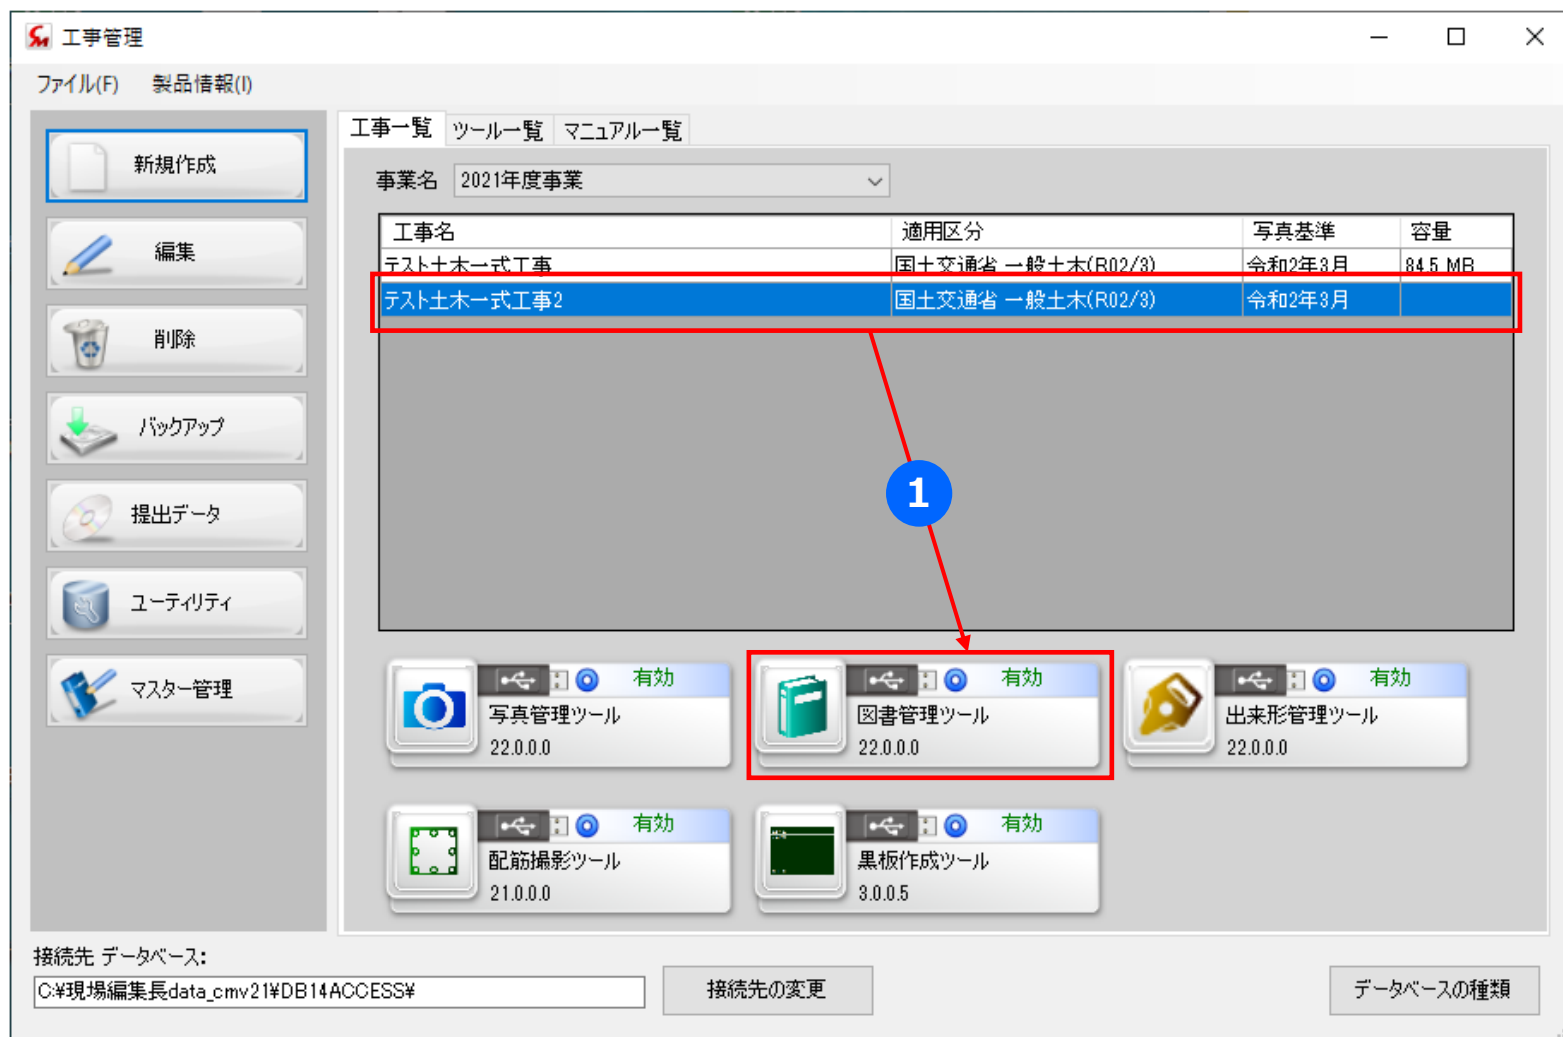 工事管理
ファイル(F) 製品情報(I)
新規作成
編集
削除
バックアップ
提出データ
ユーティリティ
マスター管理
工事一覧 ツール一覧 マニュアル一覧
事業名 2021年度事業
工事名 適用区分 写真基準 容量
テスト土木一式工事 国土交通省 一般土木(R02/3) 令和2年3月 84.5 MB
テスト土木一式工事2 国土交通省 一般土木(R02/3) 令和2年3月
1
有効
写真管理ツール
22.0.0.0
有効
図書管理ツール
22.0.0.0
有効
出来形管理ツール
22.0.0.0
有効
配筋撮影ツール
21.0.0.0
有効
黒板作成ツール
3.0.0.5
接続先 データベース:
C:¥現場編集長data_cmv21¥DB14ACCESS¥
接続先の変更
データベースの種類